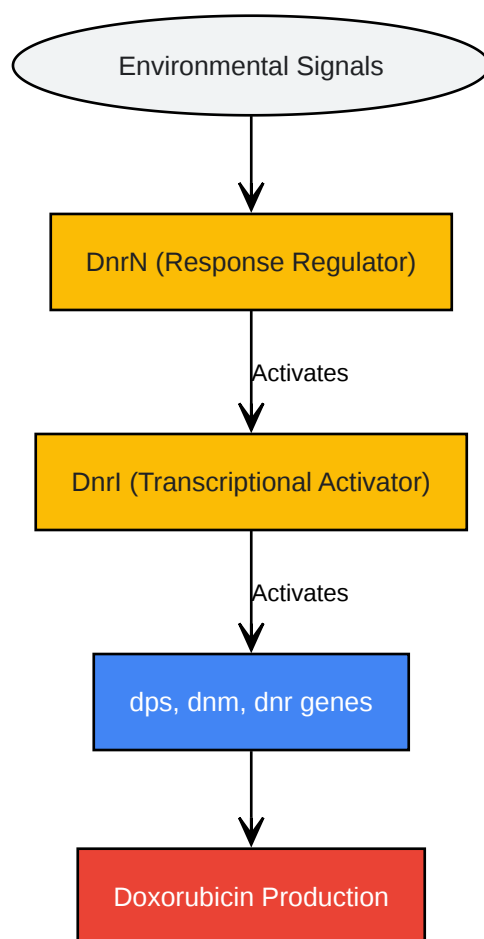 Environmental Signals
DnrN (Response Regulator)
Activates
DnrI (Transcriptional Activator)
Activates
dps, dnm, dnr genes
Doxorubicin Production